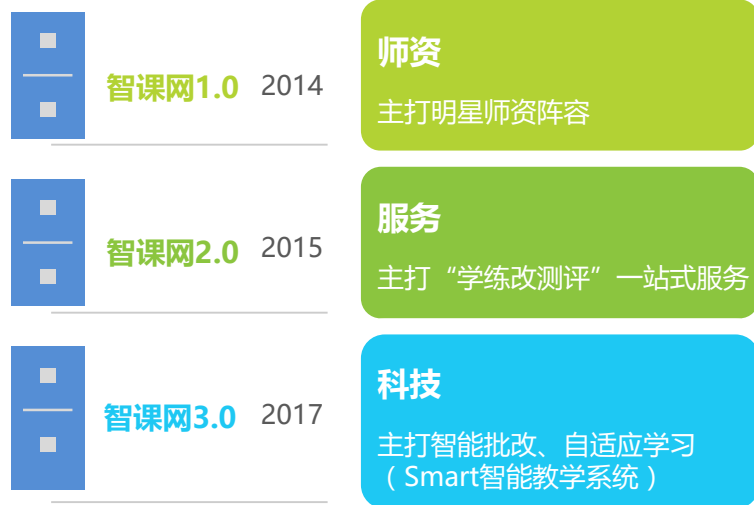 智课网1.0 2014
师资
主打明星师资阵容
智课网2.0 2015
服务
主打“学练改测评”一站式服务
智课网3.0 2017
科技
主打智能批改、自适应学习
（Smart智能教学系统）